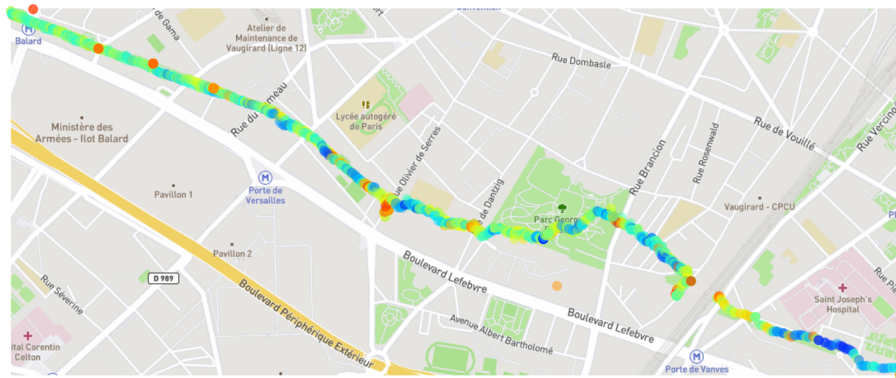 Balard
de Gama
Atelier de
Maintenance de
Vaugirard (Ligne 12)
Rue Dombasle
Lycée autogéré
de Paris
Ministère des
Armées - Ilot Balard
Rue de Vouillé
Rue Vercing
Rue Olivier de Serres
Rue Brancion
Rue Rosenwald
Porte de
Versailles
Pavillon 1
de Dantzig
Parc Georg
Vaugirard - CPCU
Pavillon 2
D 989
Boulevard Lefebvre
Rue Séverine
Boulevard Périphérique Extérieur
Boulevard Lefebvre
Saint Joseph's
Hospital
Avenue Albert Bartholomé
ital Corentin
Celton
Porte de Vanves